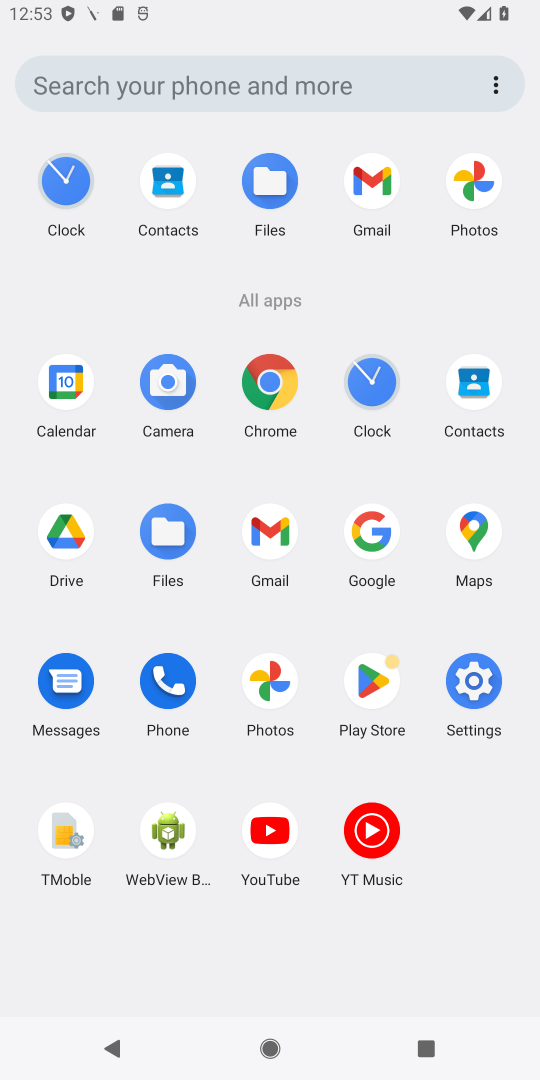 12:53
Search your phone and more
Clock
Contacts
Files
Gmail
Photos
All apps
10
Calendar
Camera
Chrome
Clock
Contacts
Drive
Files
Gmail
Google
Maps
Messages
Phone
Photos
Play Store
Settings
TMoble
WebView B...
YouTube
YT Music